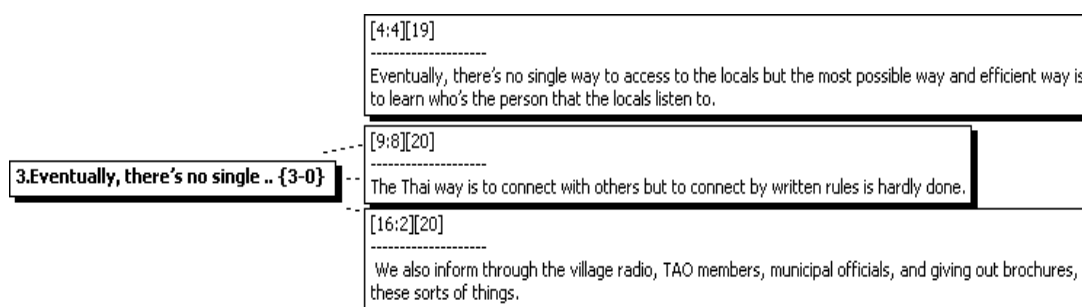 [4:4][19]
--------------------
Eventually, there's no single way to access to the locals but the most possible way and efficient way is
to learn who's the person that the locals listen to.
3.Eventually, there's no single .. {3-0}
[9:8][20]
--------------------
The Thai way is to connect with others but to connect by written rules is hardly done.
[16:2][20]
--------------------
We also inform through the village radio, TAO members, municipal officials, and giving out brochures,
these sorts of things.